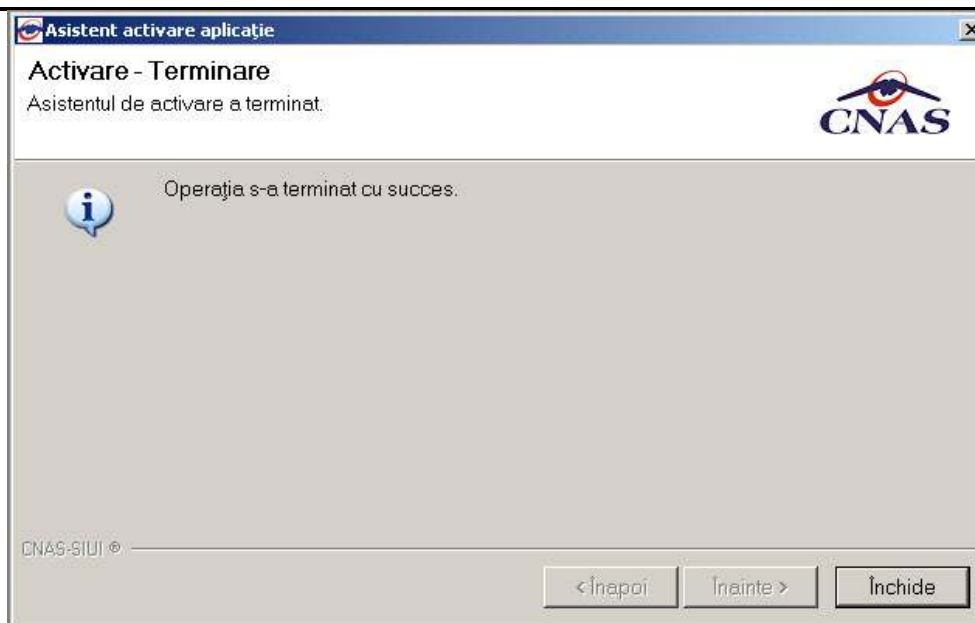 Asistent activare aplicaţie
Activare - Terminare
Asistentul de activare a terminat.
CNAS
Operaţia s-a terminat cu succes.
CNAS-SIUI ®
< Înapoi
Înainte >
Închide